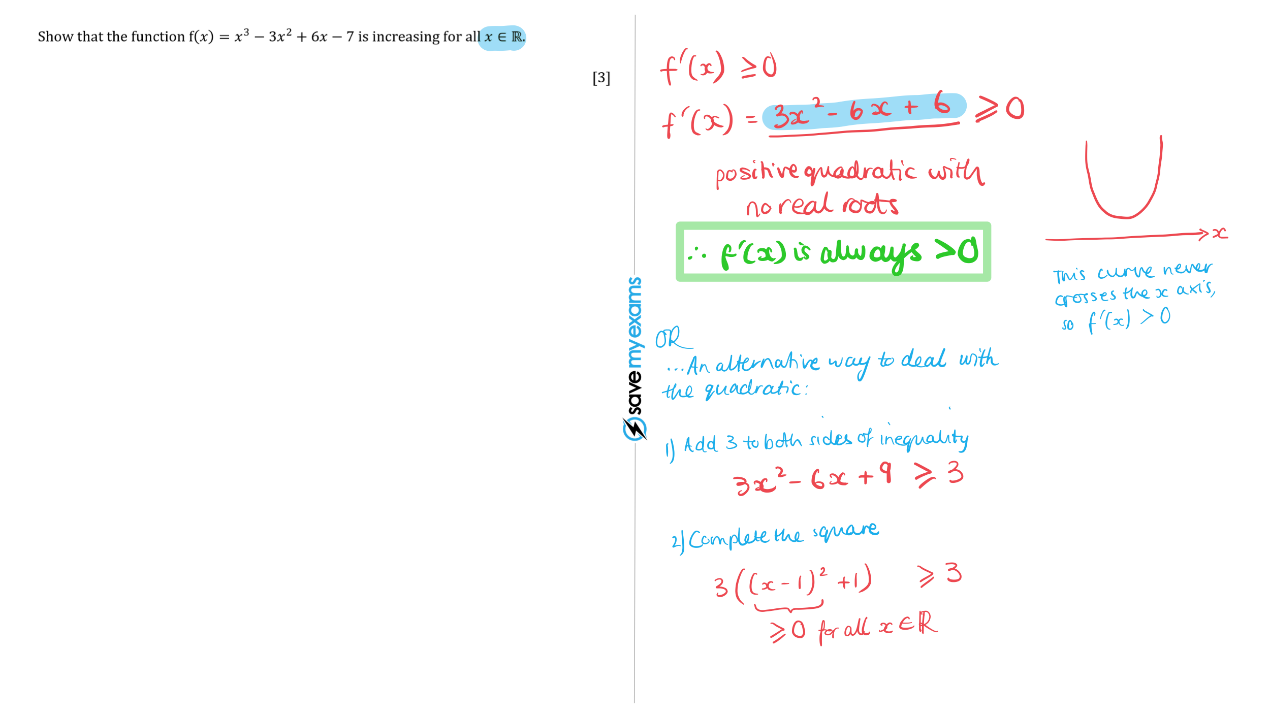 Show that the function f(x) = x³ − 3x² + 6x − 7 is increasing for all x ∈ ℝ.
[3]
f'(x) ⩾ 0
f'(x) = 3x² - 6x + 6 ⩾ 0
positive quadratic with
no real roots
∴ f'(x) is always > 0
x
This curve never
crosses the x axis,
so f'(x) > 0
save my exams
OR
...An alternative way to deal with
the quadratic:
1) Add 3 to both sides of inequality
3x² - 6x + 9 ⩾ 3
2) Complete the square
3((x - 1)² + 1) ⩾ 3
⩾ 0 for all x ∈ ℝ